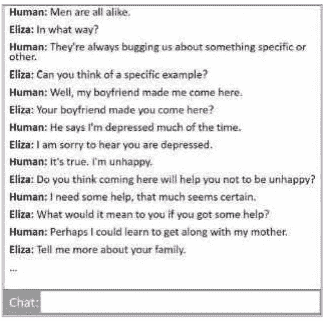 Human: Men are all alike.
Eliza: In what way?
Human: They're always bugging us about something specific or
other.
Eliza: Can you think of a specific example?
Human: Well, my boyfriend made me come here.
Eliza: Your boyfriend made you come here?
Human: He says I'm depressed much of the time.
Eliza: I am sorry to hear you are depressed.
Human: It's true. I'm unhappy.
Eliza: Do you think coming here will help you not to be unhappy?
Human: I need some help, that much seems certain.
Eliza: What would it mean to you if you got some help?
Human: Perhaps I could learn to get along with my mother.
Eliza: Tell me more about your family.
...
Chat: